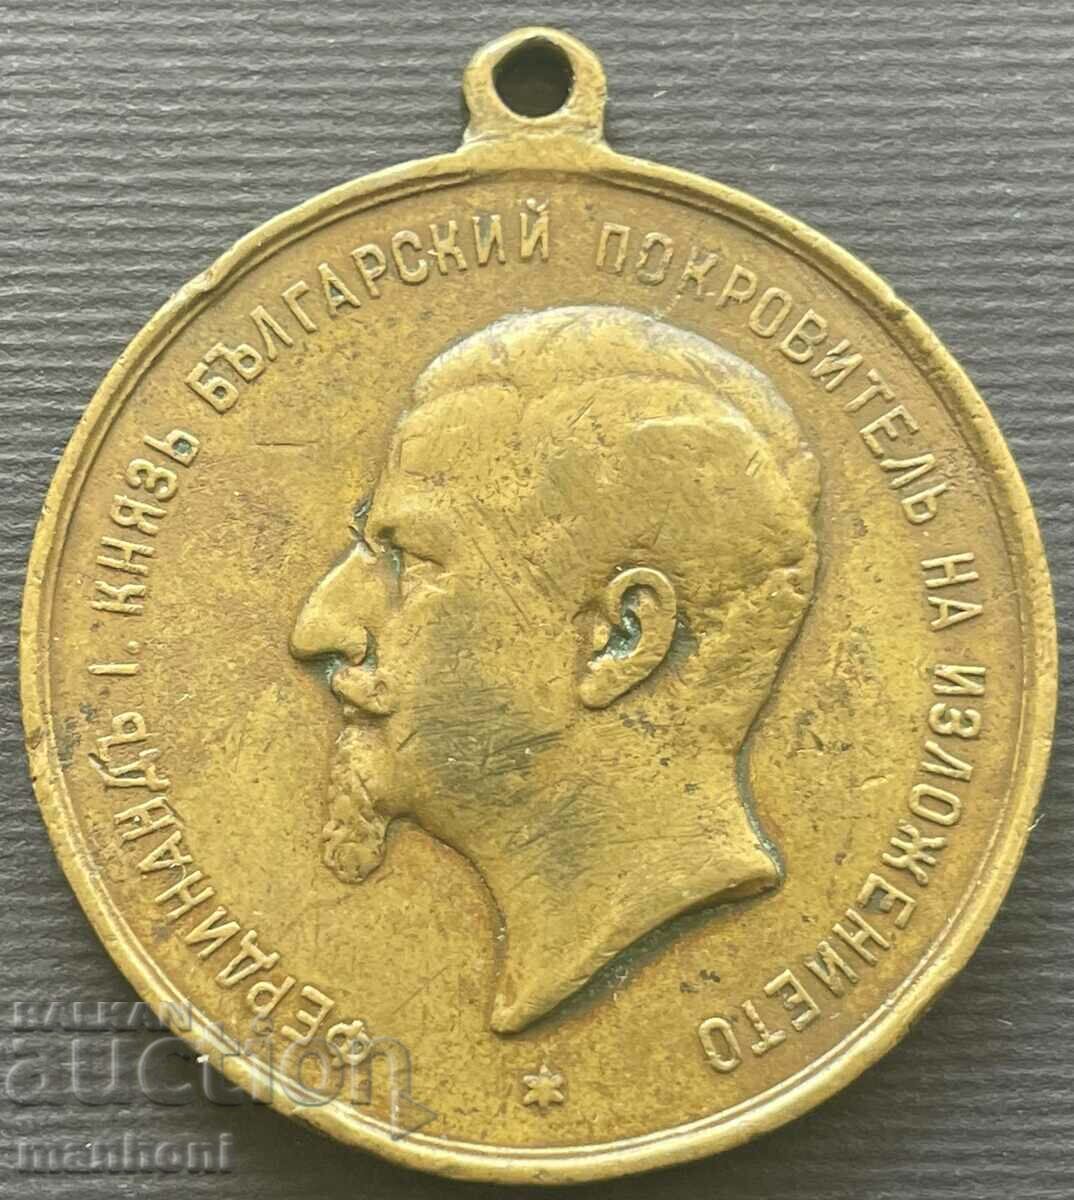 ФЕРДИНАНДЪ I. КНЯЗЬ БЪЛГАРСКИЙ ПОКРОВИТЕЛЬ НА ИЗЛОЖЕНИЕТО
BALKAN
auction
manhoni